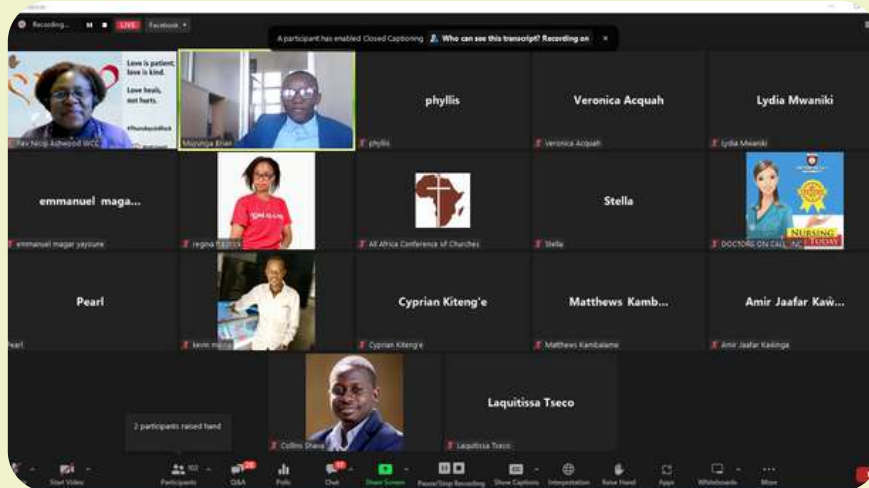 Recording...
LIVE
Facebook
A participant has enabled Closed Captioning
Who can see this transcript? Recording on
Love is patient,
love is kind.
Love heals,
not hurts.
phyllis
Veronica Acquah
Lydia Mwaniki
Rev Nicqi Ashwood WCC
Muyunga Brian
phyllis
Veronica Acquah
Lydia Mwaniki
emmanuel maga...
Stella
NURSING
TODAY
emmanuel magar yayoune
regina
All Africa Conference of Churches
Stella
DOCTORS ON CALL, INC
Pearl
Cyprian Kiteng'e
Matthews Kamb...
Amir Jaafar Kaw...
Pearl
kevin
Cyprian Kiteng'e
Matthews Kambalame
Amir Jaafar Kawinga
Laquitissa Tseco
2 participants raised hand
Collins Shava
Laquitissa Tseco
102
Start Video
Participants
Q&A
Polls
Chat
Share Screen
Pause/Stop Recording
Show Captions
Interpretation
Raise Hand
Apps
Whiteboards
More